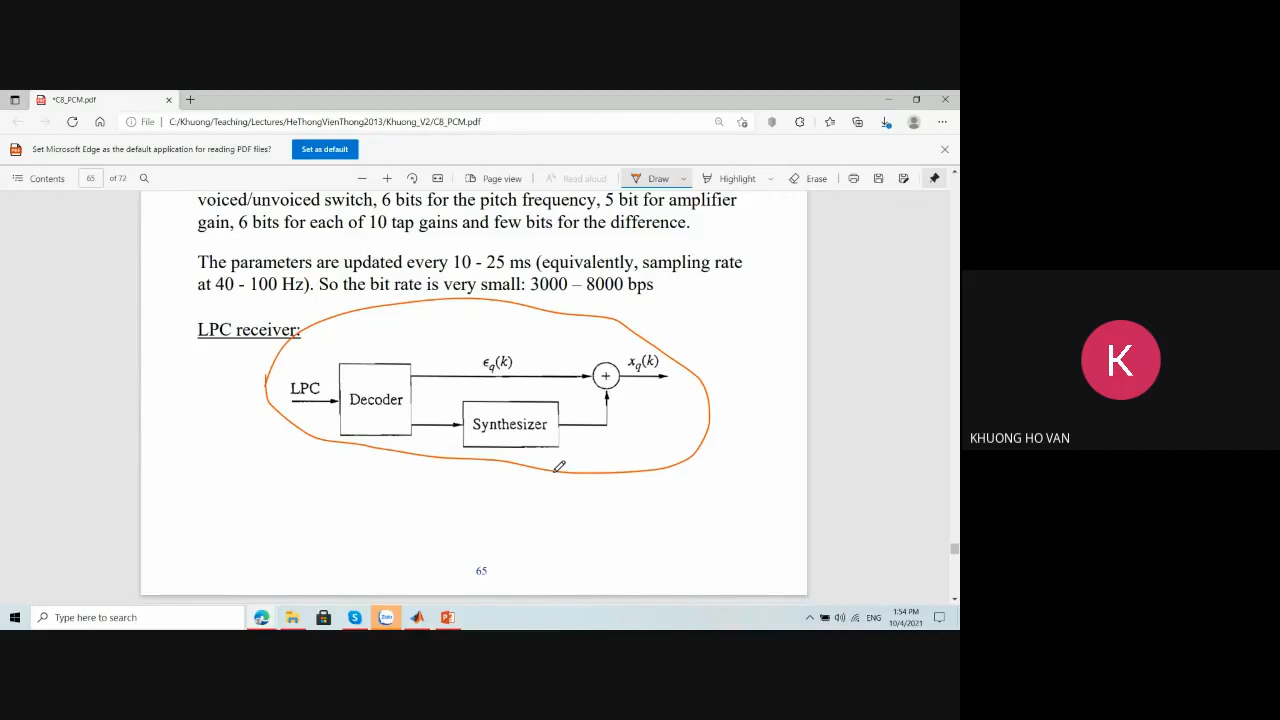 *C8_PCM.pdf
File
C:/Khuong/Teaching/Lectures/HeThongVienThong2013/Khuong_V2/C8_PCM.pdf
Set Microsoft Edge as the default application for reading PDF files?
Set as default
Contents
65
of 72
Page view
Read aloud
Draw
Highlight
Erase
voiced/unvoiced switch, 6 bits for the pitch frequency, 5 bit for amplifier
gain, 6 bits for each of 10 tap gains and few bits for the difference.
The parameters are updated every 10 - 25 ms (equivalently, sampling rate
at 40 - 100 Hz). So the bit rate is very small: 3000 – 8000 bps
LPC receiver:
ϵq(k)
xq(k)
+
LPC
Decoder
Synthesizer
65
K
KHUONG HO VAN
Type here to search
Zalo
ENG
1:54 PM
10/4/2021